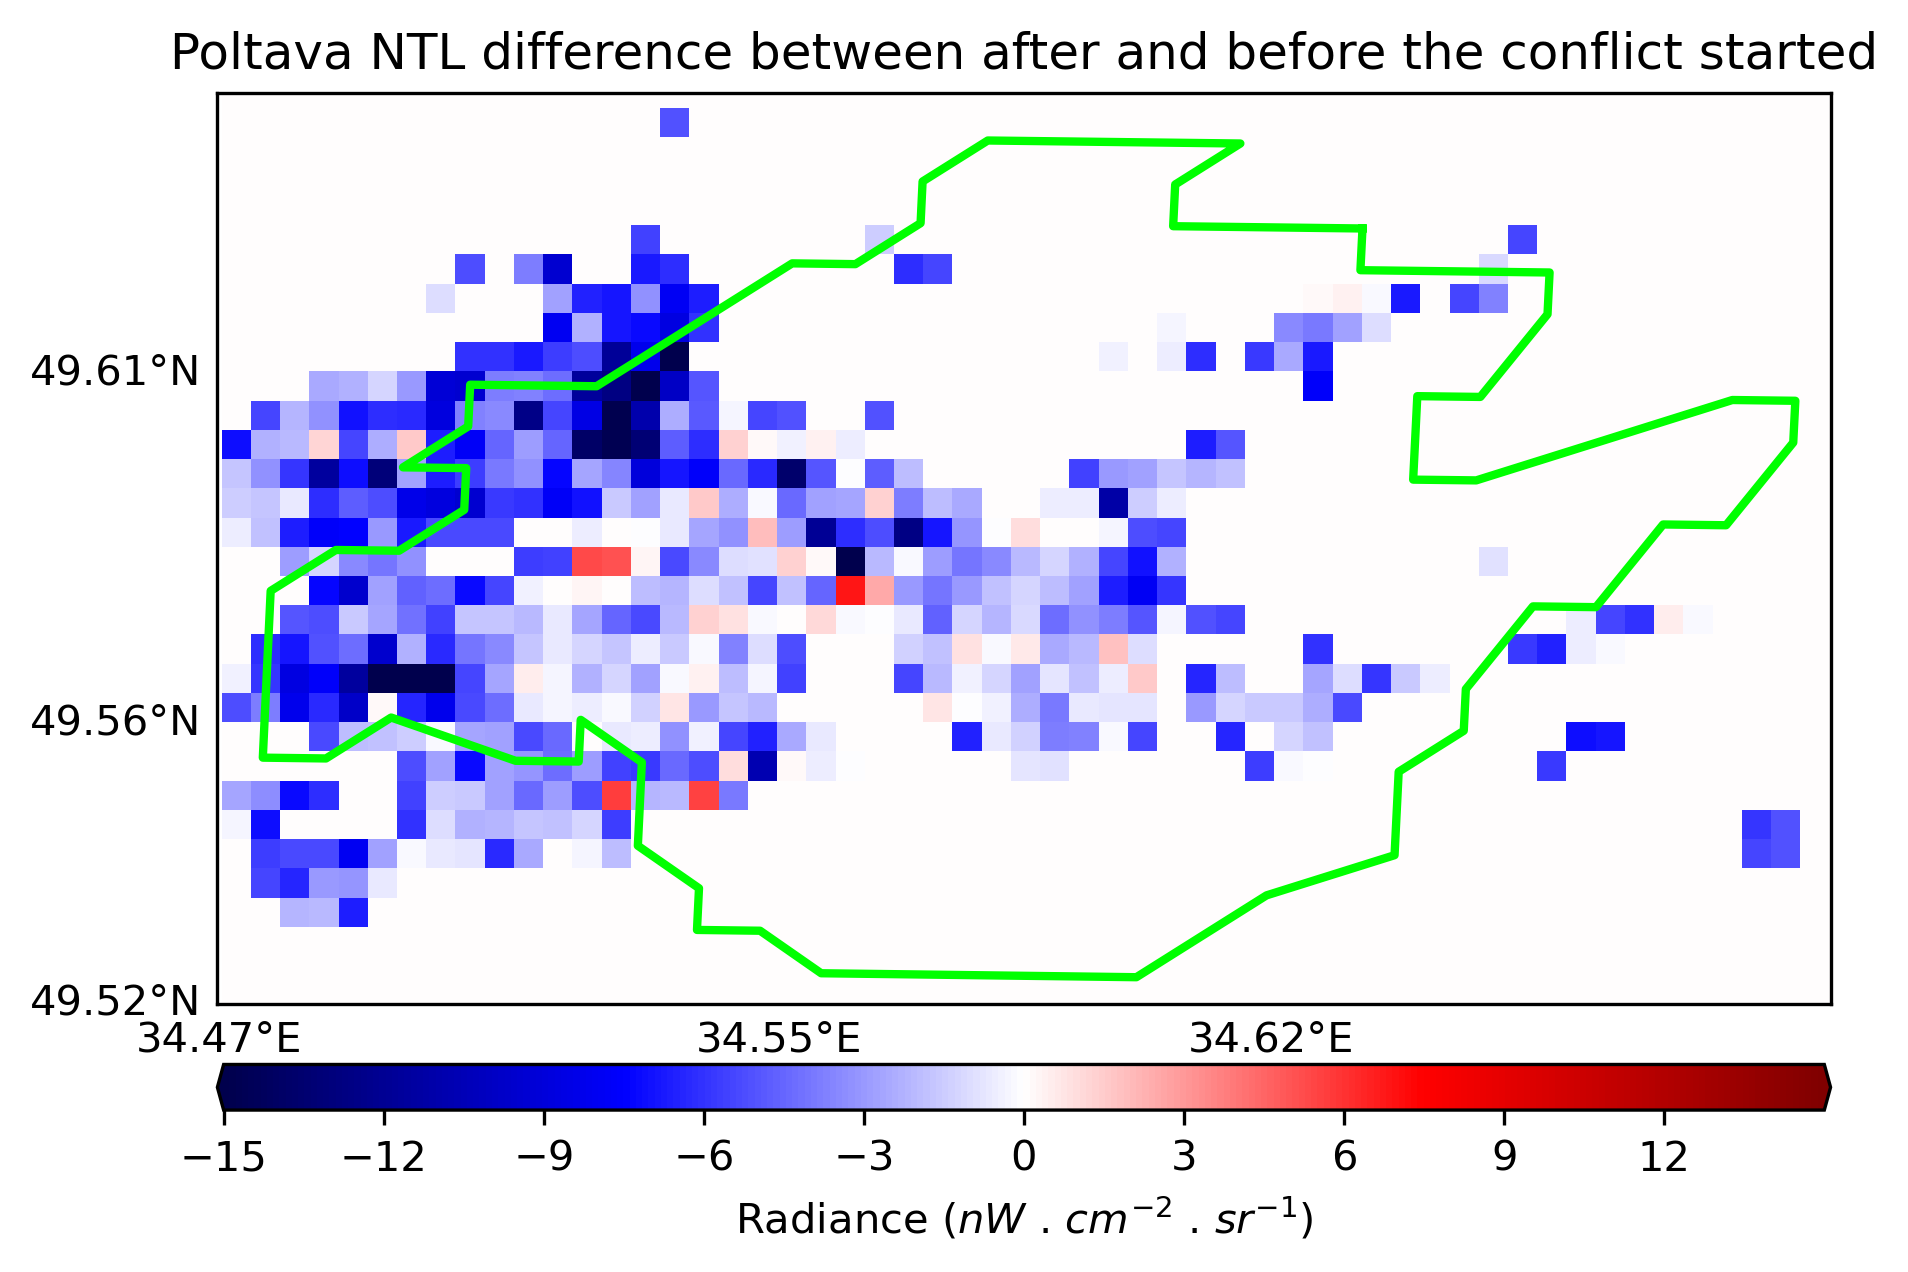 Poltava NTL difference between after and before the conflict started
49.61°N
49.56°N
49.52°N
34.47°E 34.55°E 34.62°E
−15 −12 −9 −6 −3 0 3 6 9 12
Radiance (nW . cm⁻² . sr⁻¹)